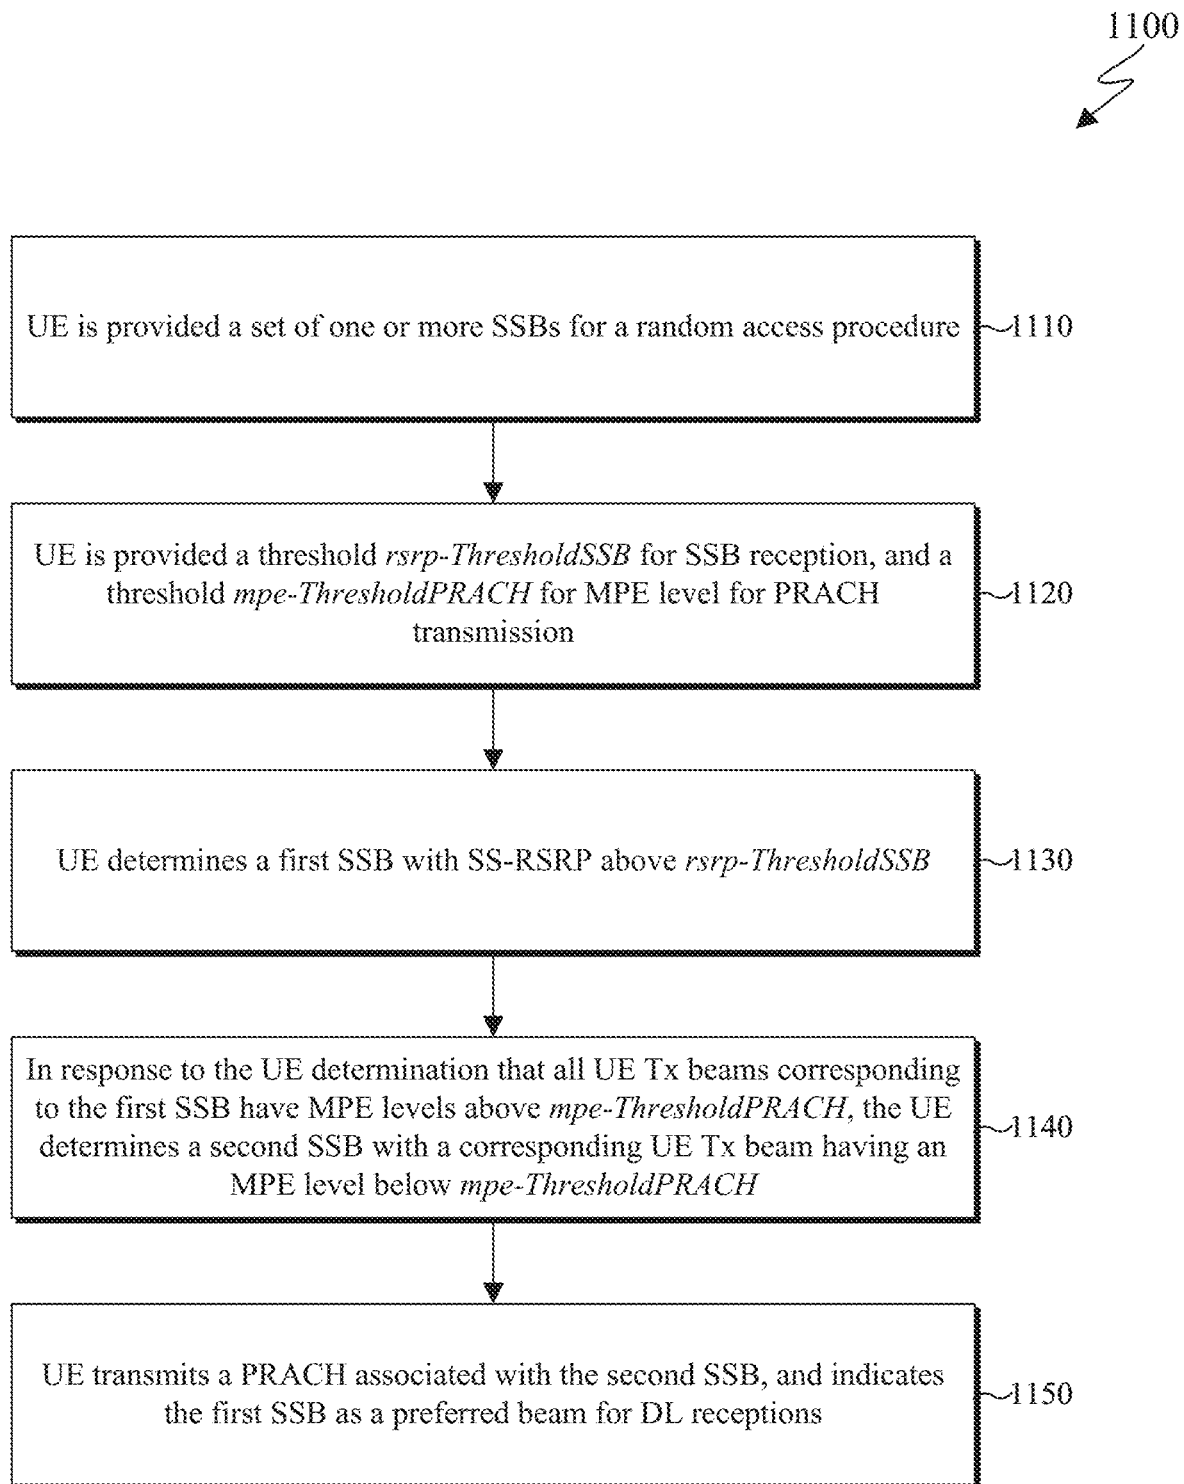 1100
UE is provided a set of one or more SSBs for a random access procedure
1110
UE is provided a threshold rsrp-ThresholdSSB for SSB reception, and a
threshold mpe-ThresholdPRACH for MPE level for PRACH
transmission
1120
UE determines a first SSB with SS-RSRP above rsrp-ThresholdSSB
1130
In response to the UE determination that all UE Tx beams corresponding
to the first SSB have MPE levels above mpe-ThresholdPRACH, the UE
determines a second SSB with a corresponding UE Tx beam having an
MPE level below mpe-ThresholdPRACH
1140
UE transmits a PRACH associated with the second SSB, and indicates
the first SSB as a preferred beam for DL receptions
1150